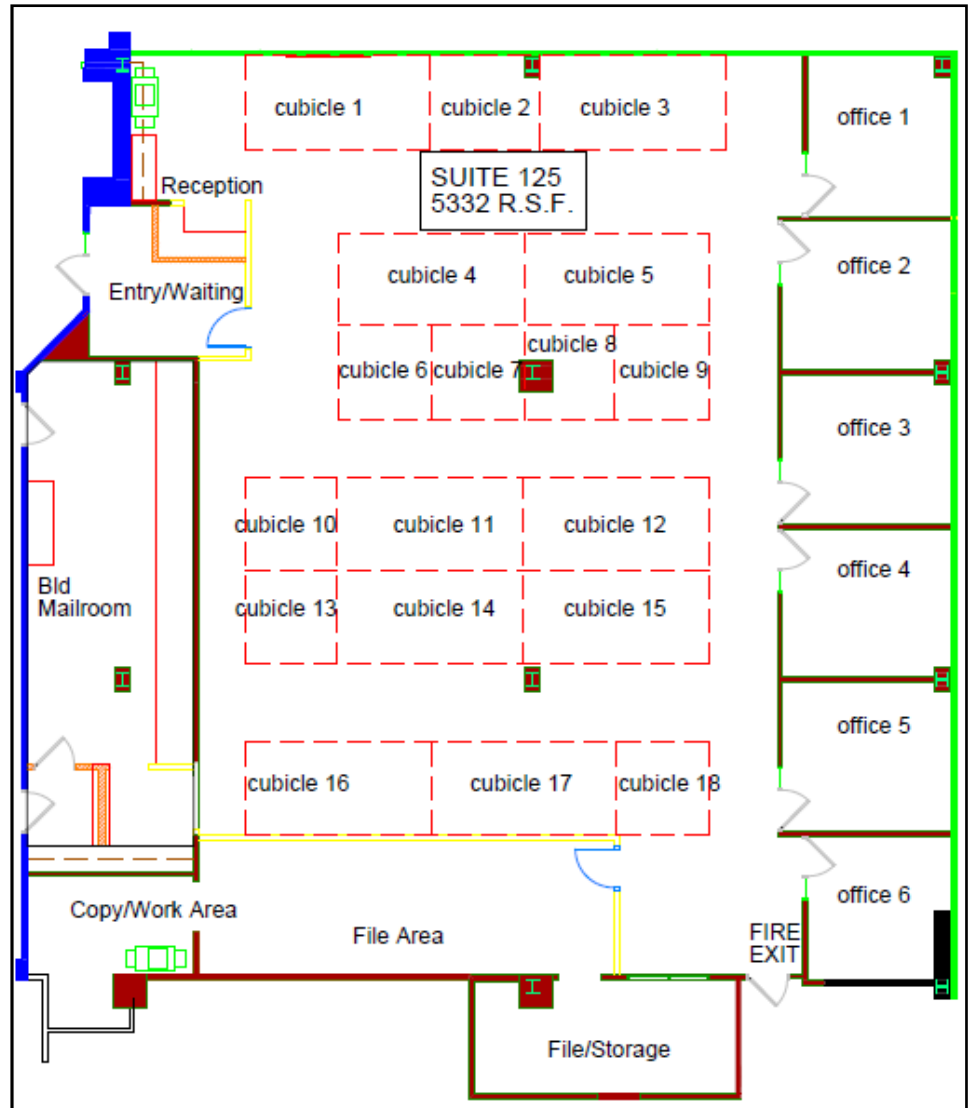 cubicle 1
cubicle 2
cubicle 3
office 1
SUITE 125
5332 R.S.F.
Reception
office 2
cubicle 4
cubicle 5
Entry/Waiting
cubicle 8
cubicle 6
cubicle 7
cubicle 9
office 3
cubicle 10
cubicle 11
cubicle 12
office 4
Bld
Mailroom
cubicle 13
cubicle 14
cubicle 15
office 5
cubicle 16
cubicle 17
cubicle 18
office 6
Copy/Work Area
File Area
FIRE
EXIT
File/Storage